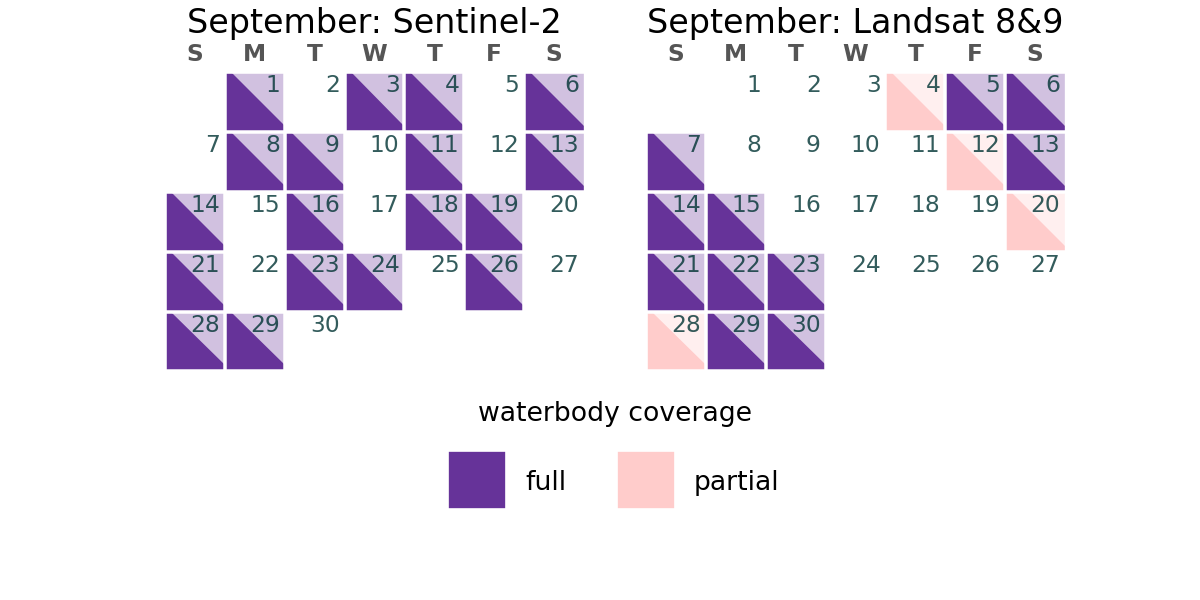 September: Sentinel-2
S M T W T F S
1 2 3 4 5 6
7 8 9 10 11 12 13
14 15 16 17 18 19 20
21 22 23 24 25 26 27
28 29 30
September: Landsat 8&9
S M T W T F S
1 2 3 4 5 6
7 8 9 10 11 12 13
14 15 16 17 18 19 20
21 22 23 24 25 26 27
28 29 30
waterbody coverage
full partial